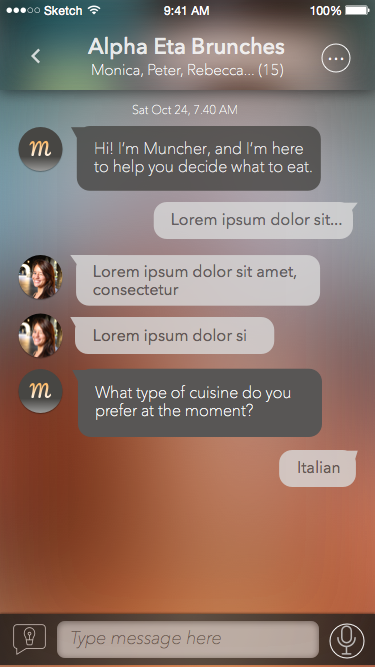 Sketch 9:41 AM 100%
Alpha Eta Brunches
Monica, Peter, Rebecca... (15)
Sat Oct 24, 7.40 AM
m
Hi! I’m Muncher, and I’m here
to help you decide what to eat.
Lorem ipsum dolor sit...
Lorem ipsum dolor sit amet,
consectetur
Lorem ipsum dolor si
m
What type of cuisine do you
prefer at the moment?
Italian
Type message here